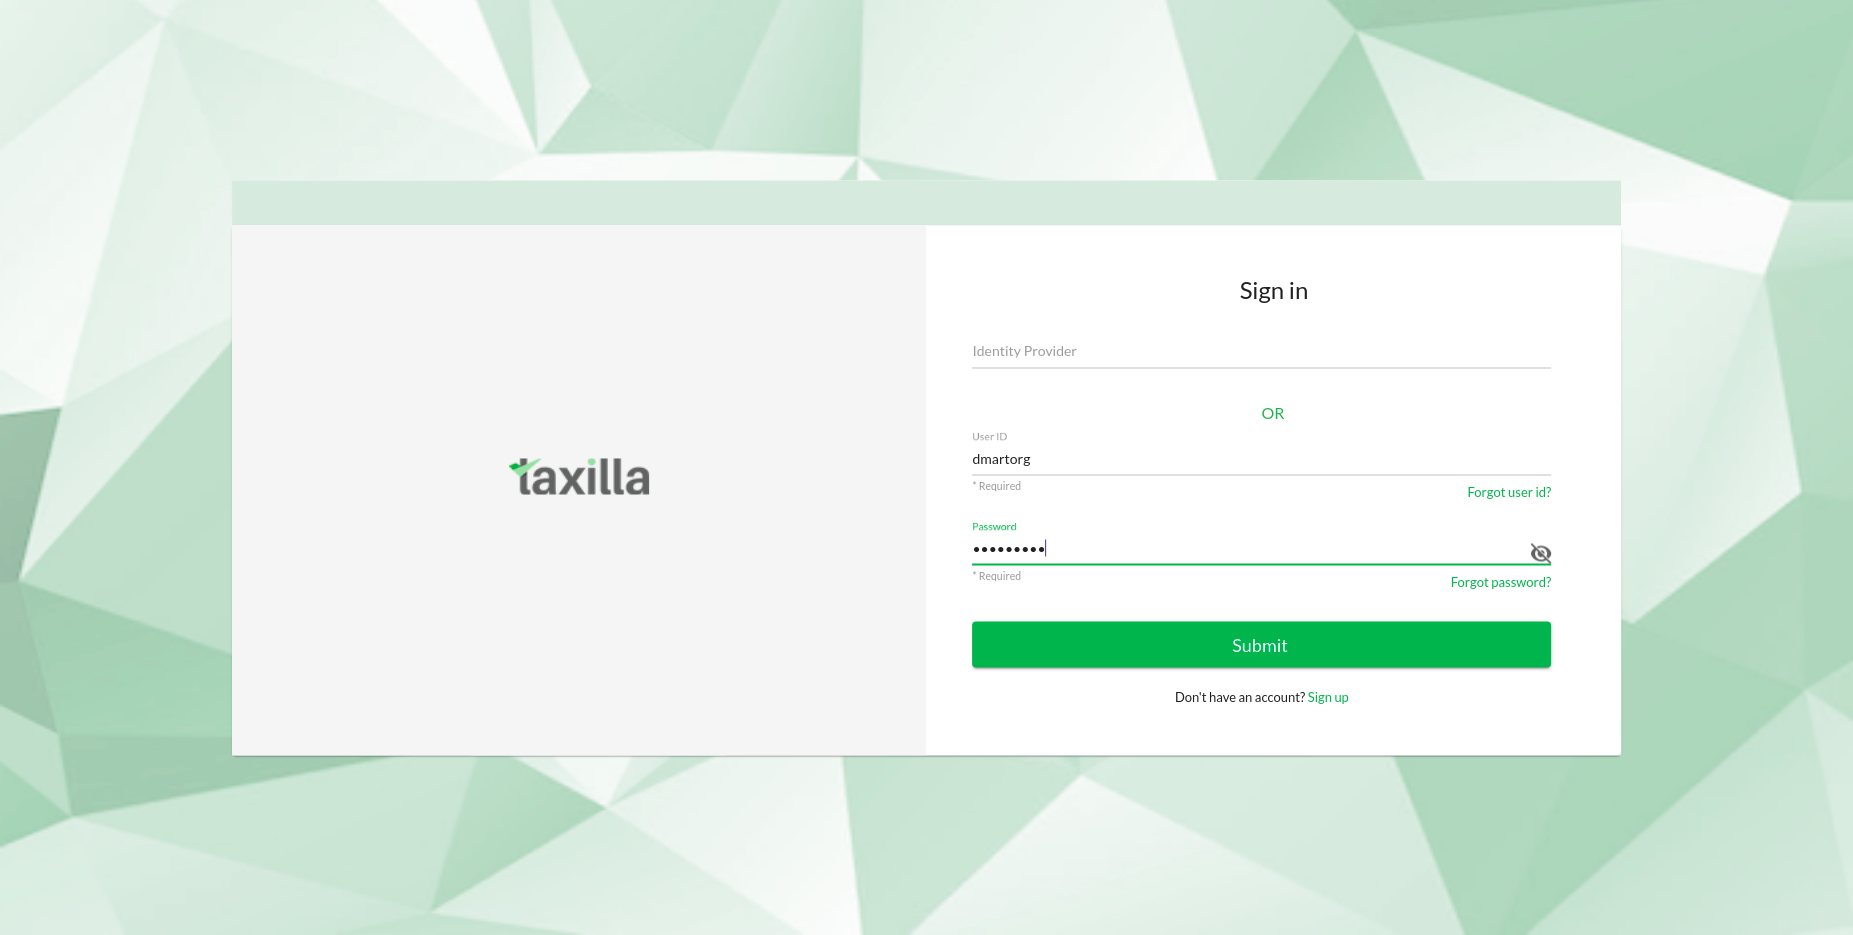 taxilla
Sign in
Identity Provider
OR
User ID
dmartorg
* Required
Forgot user id?
Password
•••••••••
* Required
Forgot password?
Submit
Don't have an account? Sign up